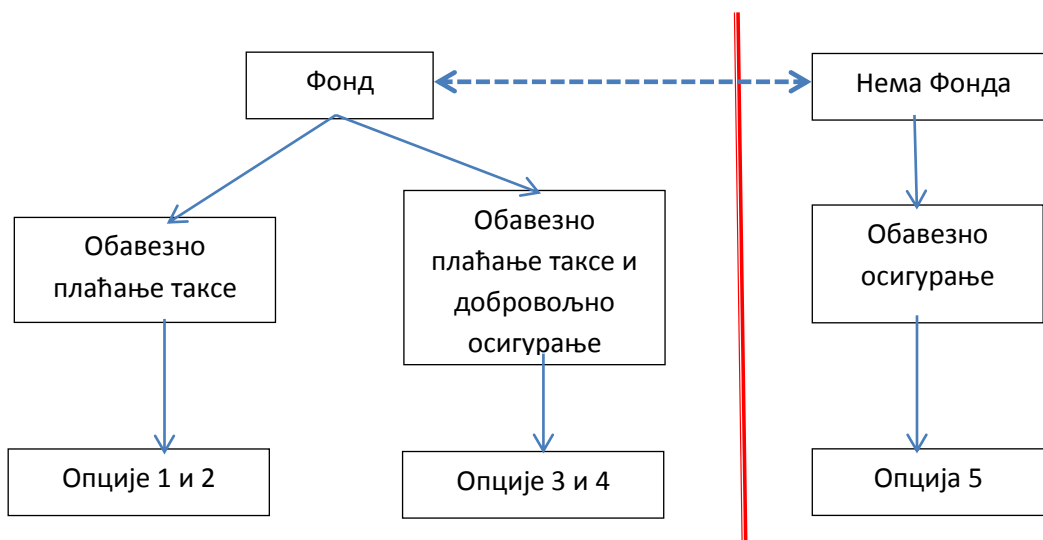 Фонд
Нема Фонда
Обавезно
плаћање таксе
Обавезно
плаћање таксе и
добровољно
осигурање
Обавезно
осигурање
Опције 1 и 2
Опције 3 и 4
Опција 5